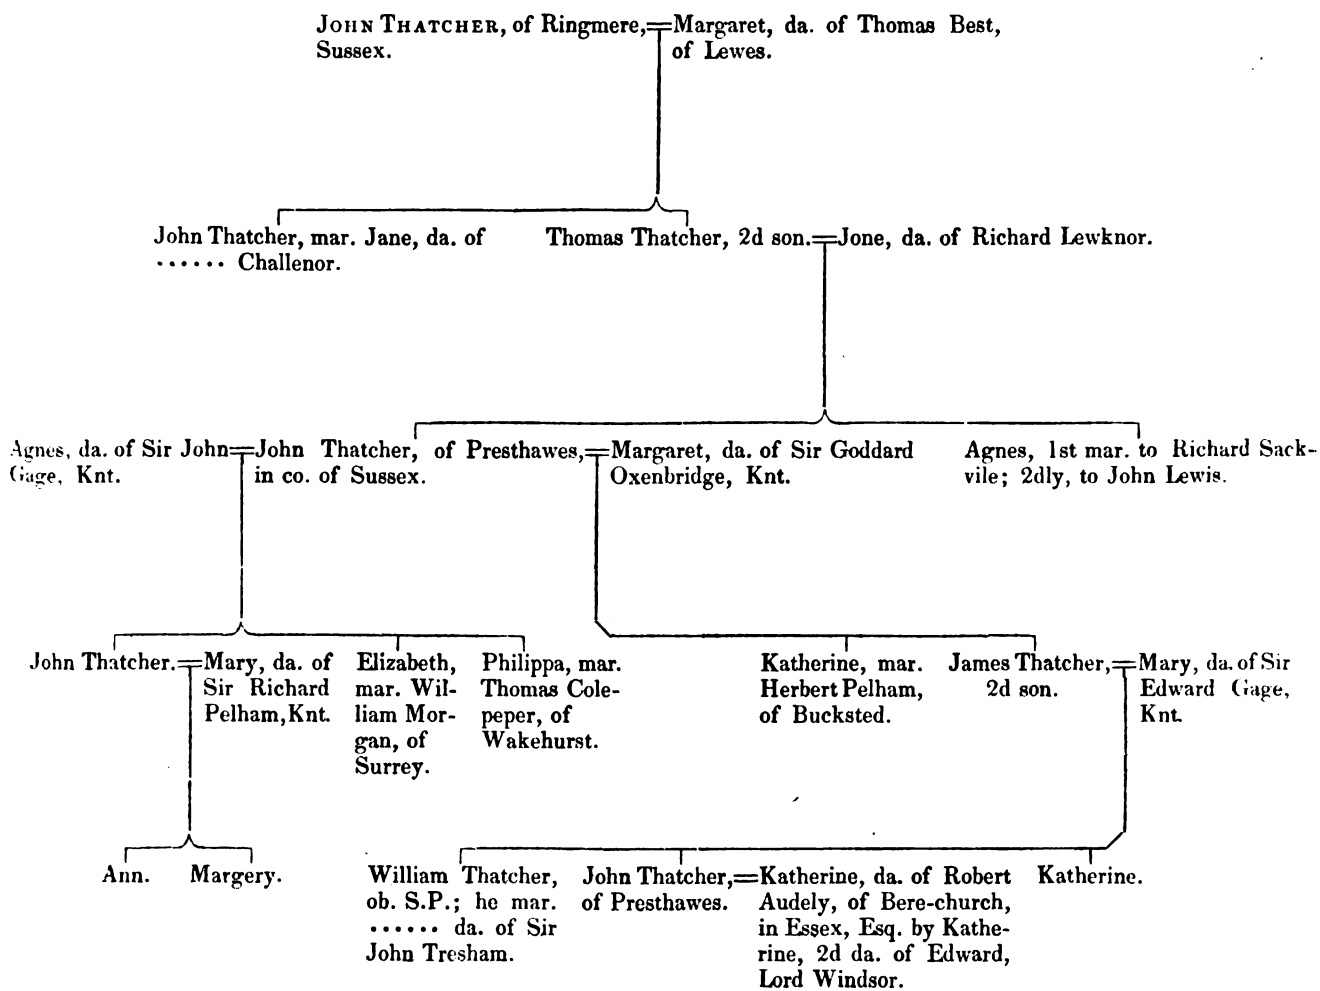 JOHN THATCHER, of Ringmere,=Margaret, da. of Thomas Best,
Sussex. of Lewes.
John Thatcher, mar. Jane, da. of
...... Challenor.
Thomas Thatcher, 2d son.=Jone, da. of Richard Lewknor.
Agnes, da. of Sir John=John Thatcher, of Presthawes,=Margaret, da. of Sir Goddard
Gage, Knt. in co. of Sussex. Oxenbridge, Knt.
Agnes, 1st mar. to Richard Sack-
vile; 2dly, to John Lewis.
John Thatcher.=Mary, da. of
Sir Richard
Pelham, Knt.
Elizabeth,
mar. Wil-
liam Mor-
gan, of
Surrey.
Philippa, mar.
Thomas Cole-
peper, of
Wakehurst.
Katherine, mar.
Herbert Pelham,
of Bucksted.
James Thatcher,=Mary, da. of Sir
2d son. Edward Gage,
Knt.
Ann. Margery.
William Thatcher,
ob. S.P.; he mar.
...... da. of Sir
John Tresham.
John Thatcher,=Katherine, da. of Robert
of Presthawes. Audely, of Bere-church,
in Essex, Esq. by Kathe-
rine, 2d da. of Edward,
Lord Windsor.
Katherine.